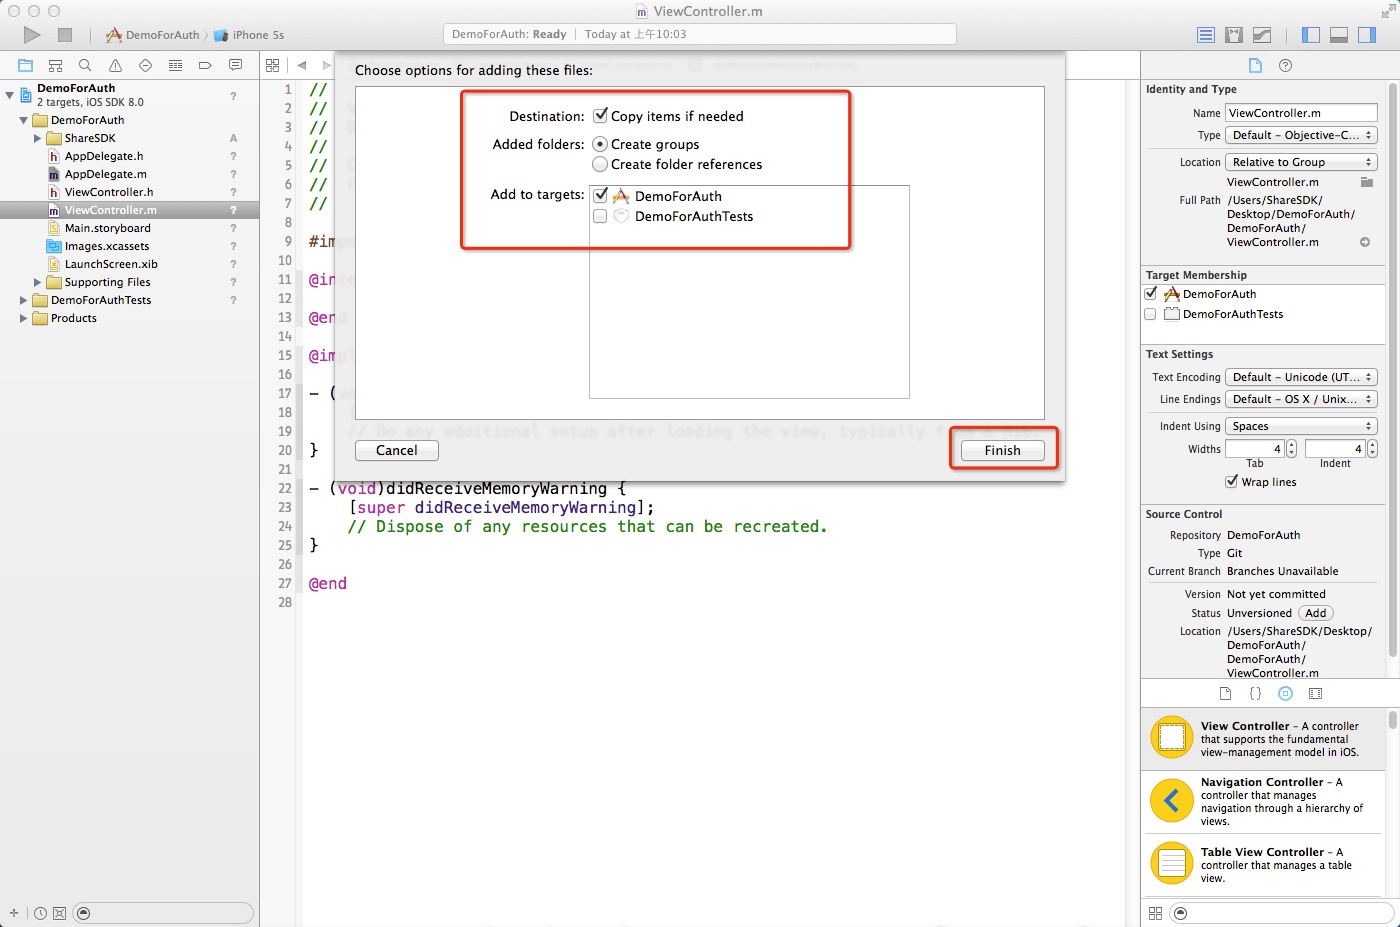 ViewController.m
DemoForAuth
iPhone 5s
DemoForAuth: Ready
Today at 上午10:03
DemoForAuth
2 targets, iOS SDK 8.0
?
DemoForAuth
ShareSDK
A
AppDelegate.h
?
AppDelegate.m
?
ViewController.h
?
ViewController.m
?
Main.storyboard
?
Images.xcassets
?
LaunchScreen.xib
?
Supporting Files
?
DemoForAuthTests
?
Products
Choose options for adding these files:
Destination:
Copy items if needed
Added folders:
Create groups
Create folder references
Add to targets:
DemoForAuth
DemoForAuthTests
Cancel
Finish
1 //
2 //
3 //
4 //
5 //
6 //
7 //
8
9 #im
10
11 @in
12
13 @en
14
15 @im
16
17 - (
18
19 // Do any additional setup after loading the view, typically
20 }
21
22 - (void)didReceiveMemoryWarning {
23 [super didReceiveMemoryWarning];
24 // Dispose of any resources that can be recreated.
25 }
26
27 @end
28
Identity and Type
Name ViewController.m
Type Default - Objective-C...
Location Relative to Group
ViewController.m
Full Path /Users/ShareSDK/
Desktop/DemoForAuth/
DemoForAuth/
ViewController.m
Target Membership
DemoForAuth
DemoForAuthTests
Text Settings
Text Encoding Default - Unicode (UT...
Line Endings Default - OS X / Unix...
Indent Using Spaces
Widths 4 4
Tab Indent
Wrap lines
Source Control
Repository DemoForAuth
Type Git
Current Branch Branches Unavailable
Version Not yet committed
Status Unversioned Add
Location /Users/ShareSDK/Desktop/
DemoForAuth/
DemoForAuth/
ViewController.m
{}
View Controller - A controller
that supports the fundamental
view-management model in iOS.
Navigation Controller - A
controller that manages
navigation through a hierarchy of
views.
Table View Controller - A
controller that manages a table
view.